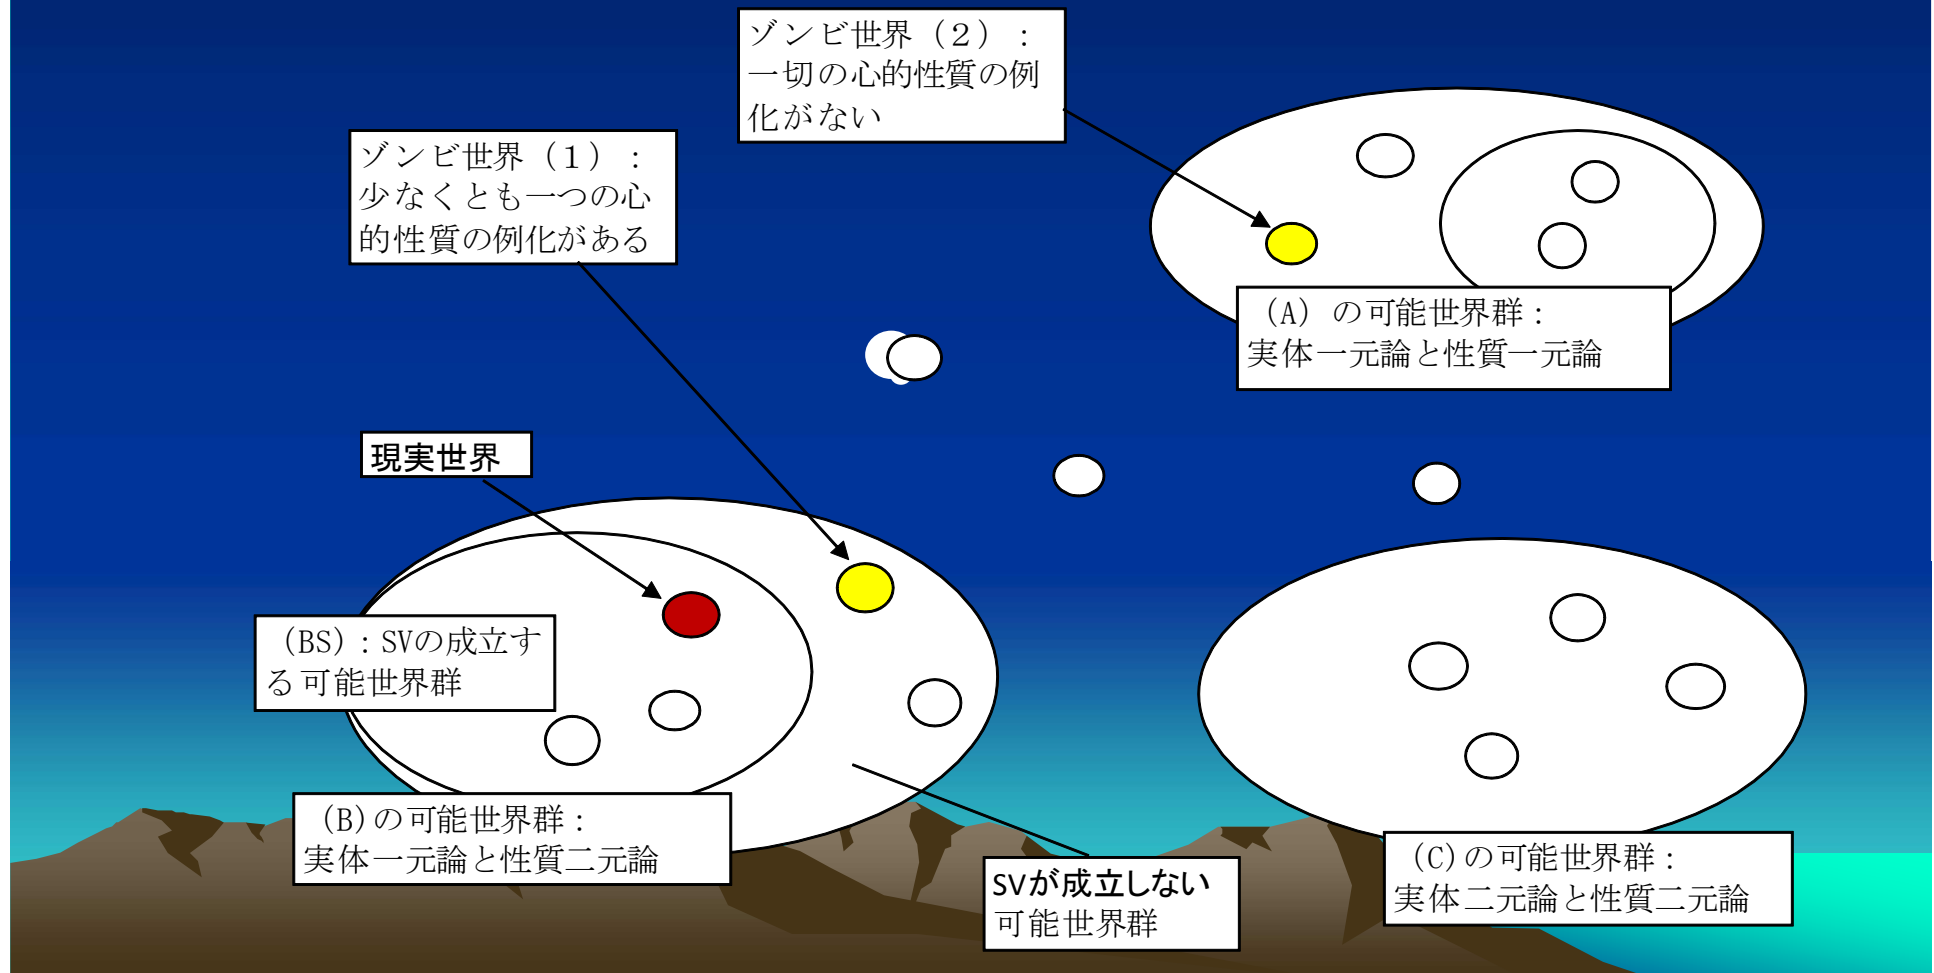 ゾンビ世界（２）：
一切の心的性質の例
化がない
ゾンビ世界（１）：
少なくとも一つの心
的性質の例化がある
（A）の可能世界群：
実体一元論と性質一元論
現実世界
（BS）：SVの成立す
る可能世界群
（B）の可能世界群：
実体一元論と性質二元論
SVが成立しない
可能世界群
（C）の可能世界群：
実体二元論と性質二元論